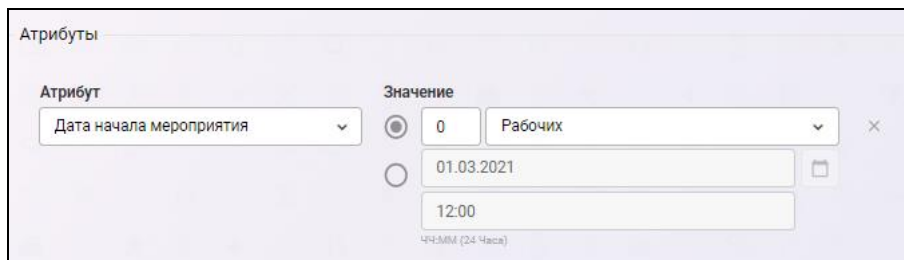 Атрибуты
Атрибут Значение
Дата начала мероприятия 0 Рабочих
01.03.2021
12:00
ЧЧ:ММ (24 Часа)